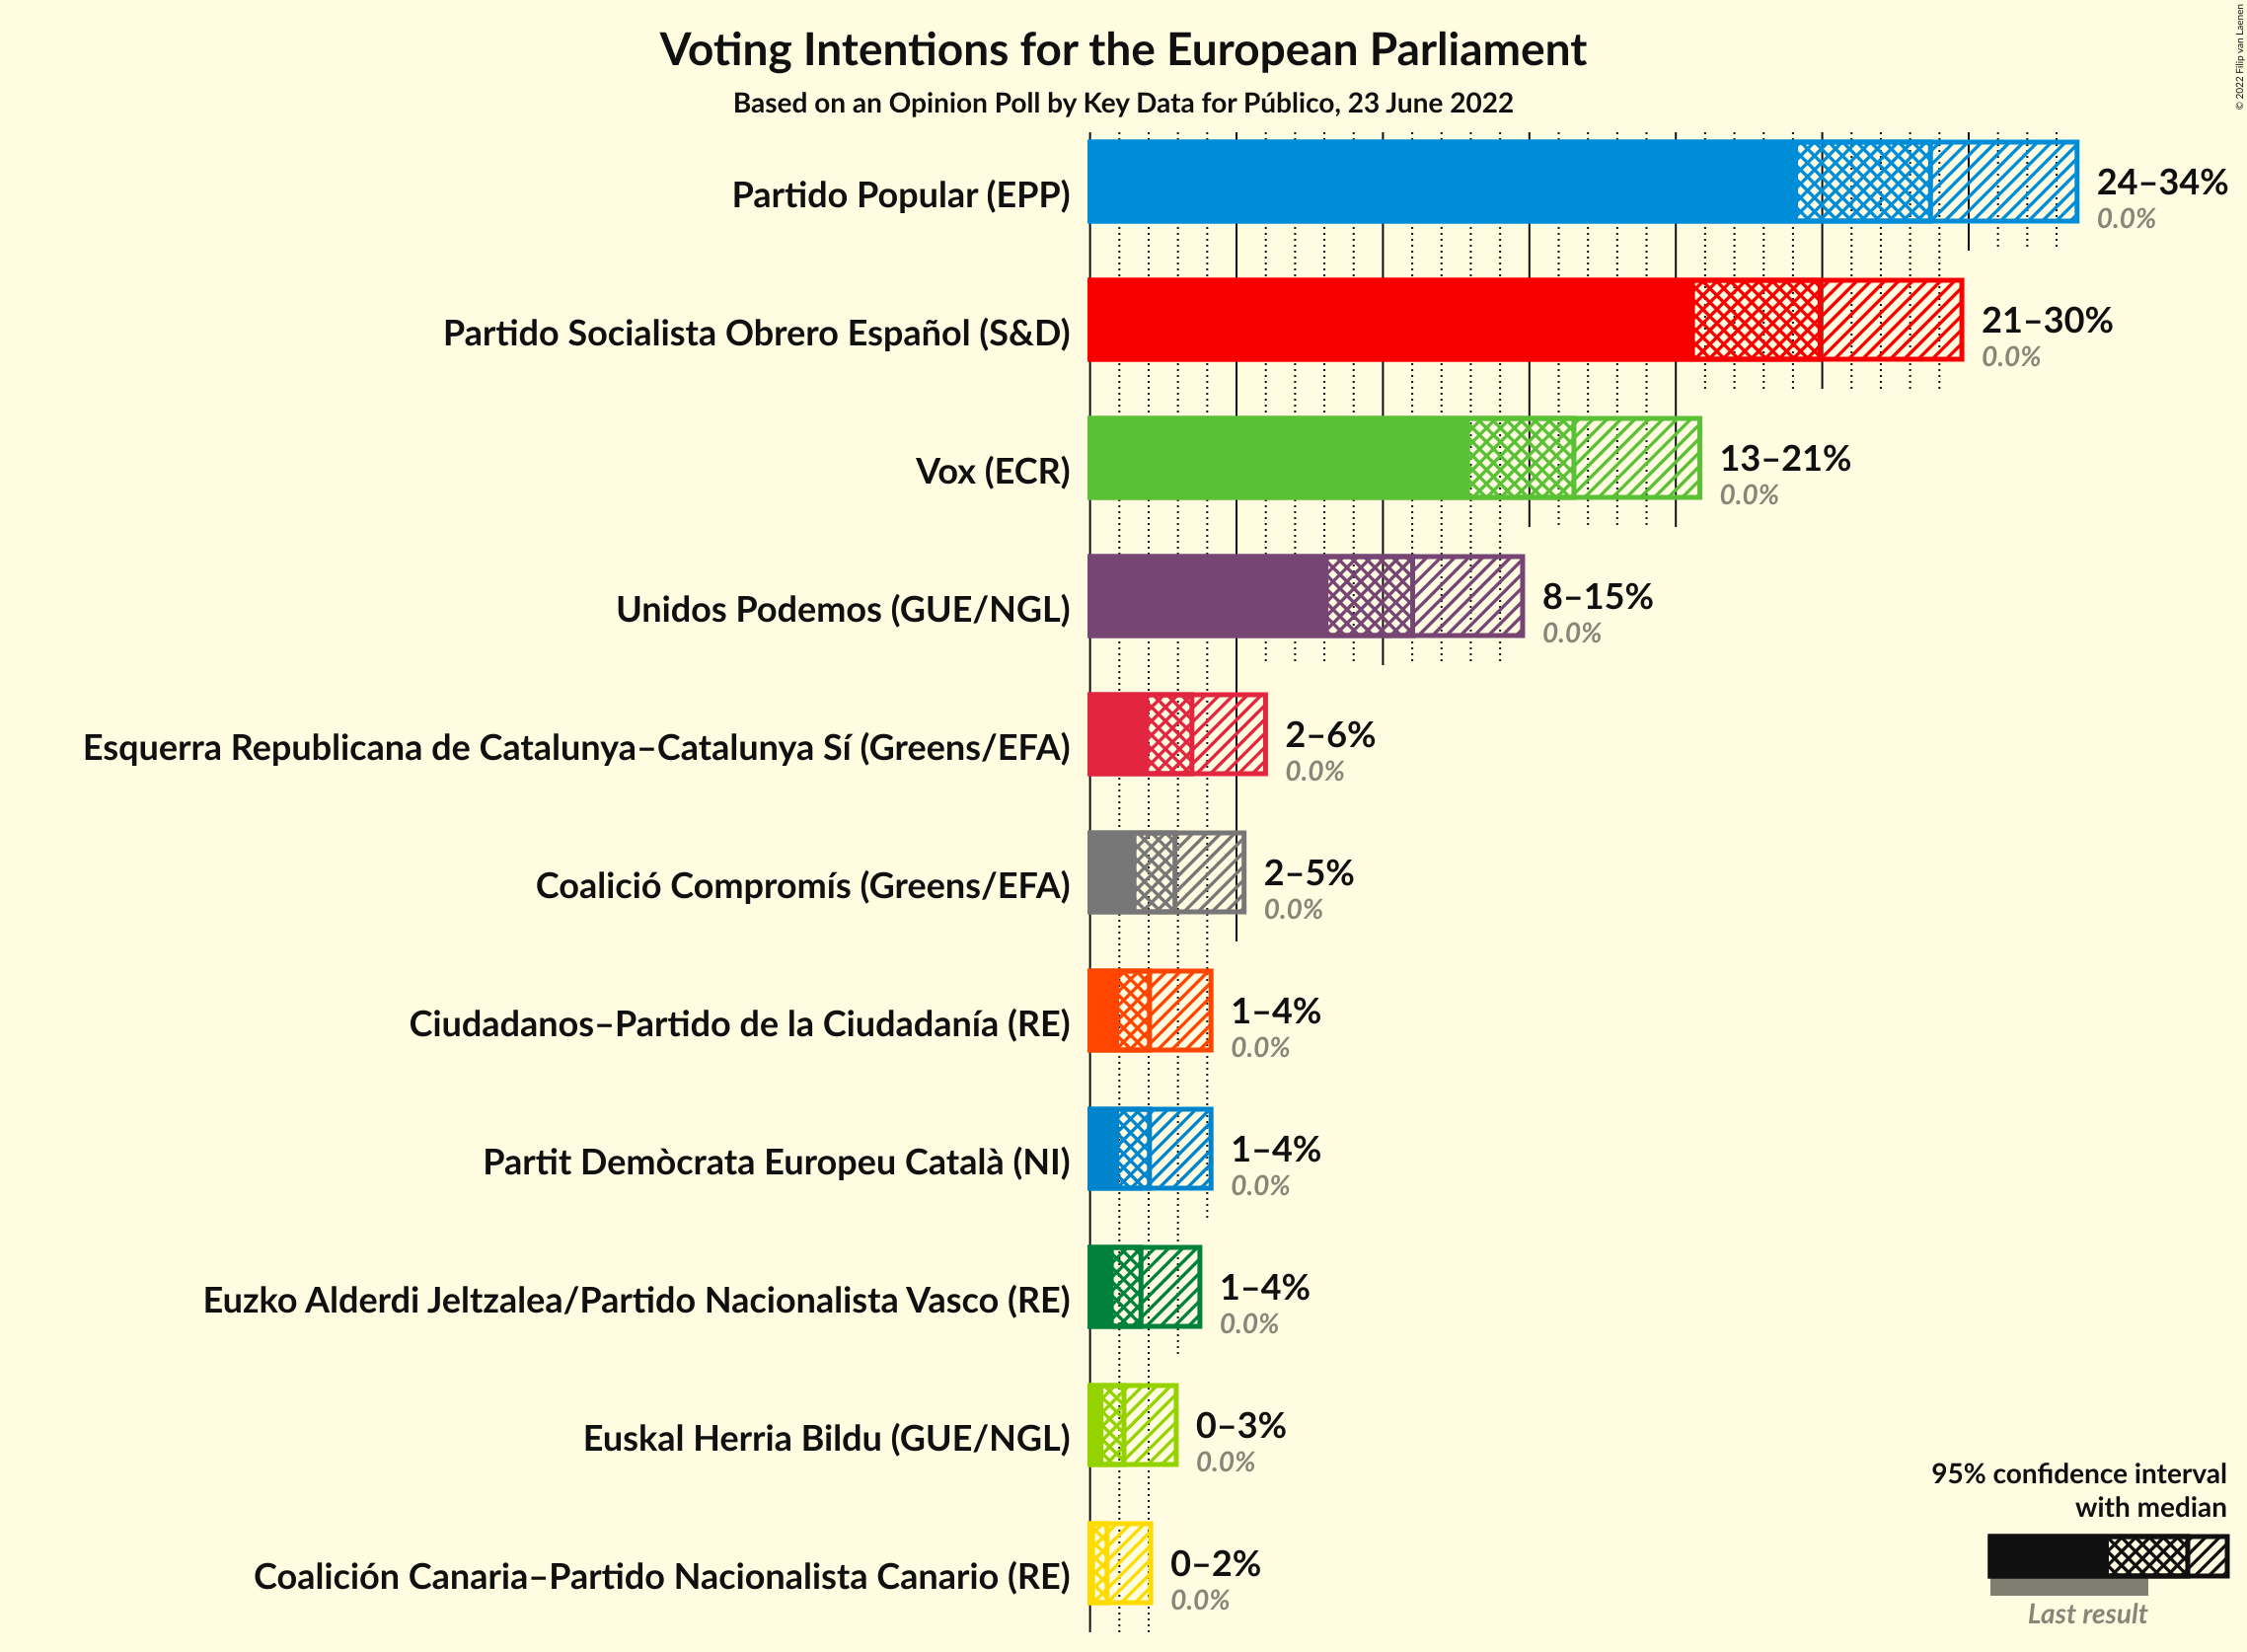 Voting Intentions for the European Parliament
Based on an Opinion Poll by Key Data for Público, 23 June 2022
© 2022 Filip van Laenen
Partido Popular (EPP)
24–34%
0.0%
Partido Socialista Obrero Español (S&D)
21–30%
0.0%
Vox (ECR)
13–21%
0.0%
Unidos Podemos (GUE/NGL)
8–15%
0.0%
Esquerra Republicana de Catalunya–Catalunya Sí (Greens/EFA)
2–6%
0.0%
Coalició Compromís (Greens/EFA)
2–5%
0.0%
Ciudadanos–Partido de la Ciudadanía (RE)
1–4%
0.0%
Partit Demòcrata Europeu Català (NI)
1–4%
0.0%
Euzko Alderdi Jeltzalea/Partido Nacionalista Vasco (RE)
1–4%
0.0%
Euskal Herria Bildu (GUE/NGL)
0–3%
0.0%
Coalición Canaria–Partido Nacionalista Canario (RE)
0–2%
0.0%
95% confidence interval
with median
Last result